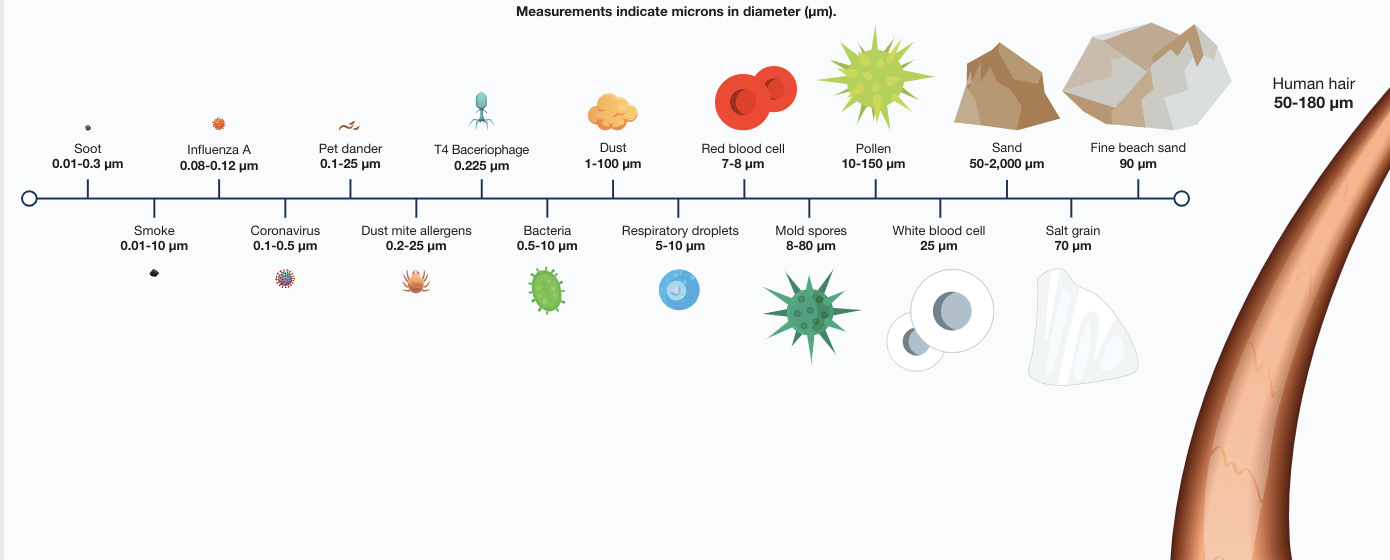 Measurements indicate microns in diameter (µm).
Human hair
50-180 µm
Soot
0.01-0.3 µm
Influenza A
0.08-0.12 µm
Pet dander
0.1-25 µm
T4 Baceriophage
0.225 µm
Dust
1-100 µm
Red blood cell
7-8 µm
Pollen
10-150 µm
Sand
50-2,000 µm
Fine beach sand
90 µm
Smoke
0.01-10 µm
Coronavirus
0.1-0.5 µm
Dust mite allergens
0.2-25 µm
Bacteria
0.5-10 µm
Respiratory droplets
5-10 µm
Mold spores
8-80 µm
White blood cell
25 µm
Salt grain
70 µm